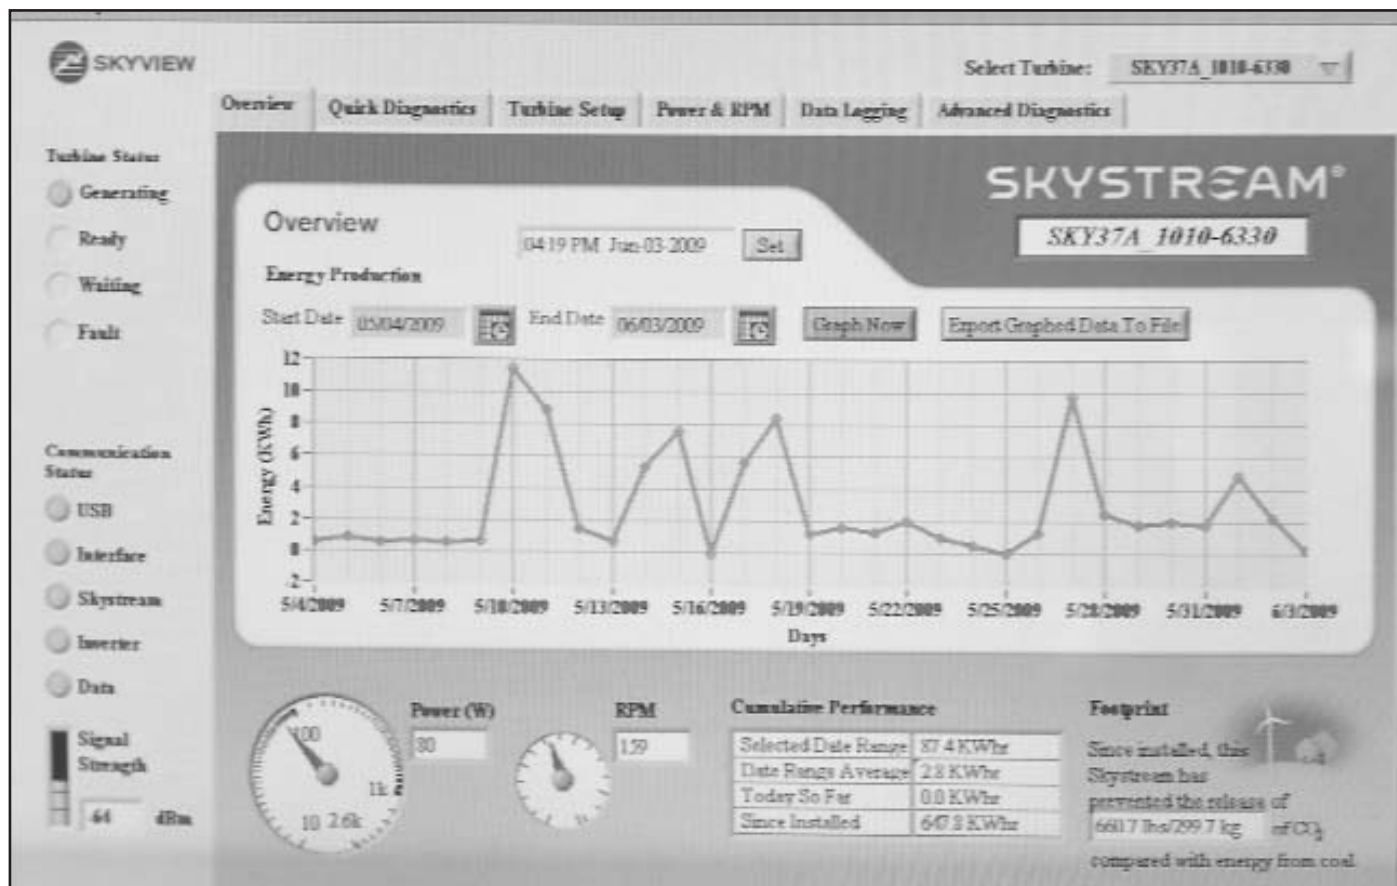 SKYVIEW
Select Turbine: SKY37A_1010-6330
Overview Quick Diagnostics Turbine Setup Power & RPM Data Logging Advanced Diagnostics
Turbine Status
Generating
Ready
Waiting
Fault
SKYSTREAM®
SKY37A_1010-6330
Overview
04:19 PM Jun-03-2009 Set
Energy Production
Start Date 05/04/2009 End Date 06/03/2009 Graph Now Export Graphed Data To File
Energy (KWh)
12
10
8
6
4
2
0
-2
5/4/2009 5/7/2009 5/10/2009 5/13/2009 5/16/2009 5/19/2009 5/22/2009 5/25/2009 5/28/2009 5/31/2009 6/3/2009
Days
Communication
Status
USB
Interface
Skystream
Inverter
Data
Signal
Strength
-64 dBm
100
1k
10 2.6k
Power (W)
80
RPM
159
Cumulative Performance
Selected Date Range 87.4 KWhr
Date Range Average 2.8 KWhr
Today So Far 0.0 KWhr
Since Installed 647.8 KWhr
Footprint
Since installed, this
Skystream has
prevented the release of
660.7 lbs/299.7 kg of CO2
compared with energy from coal